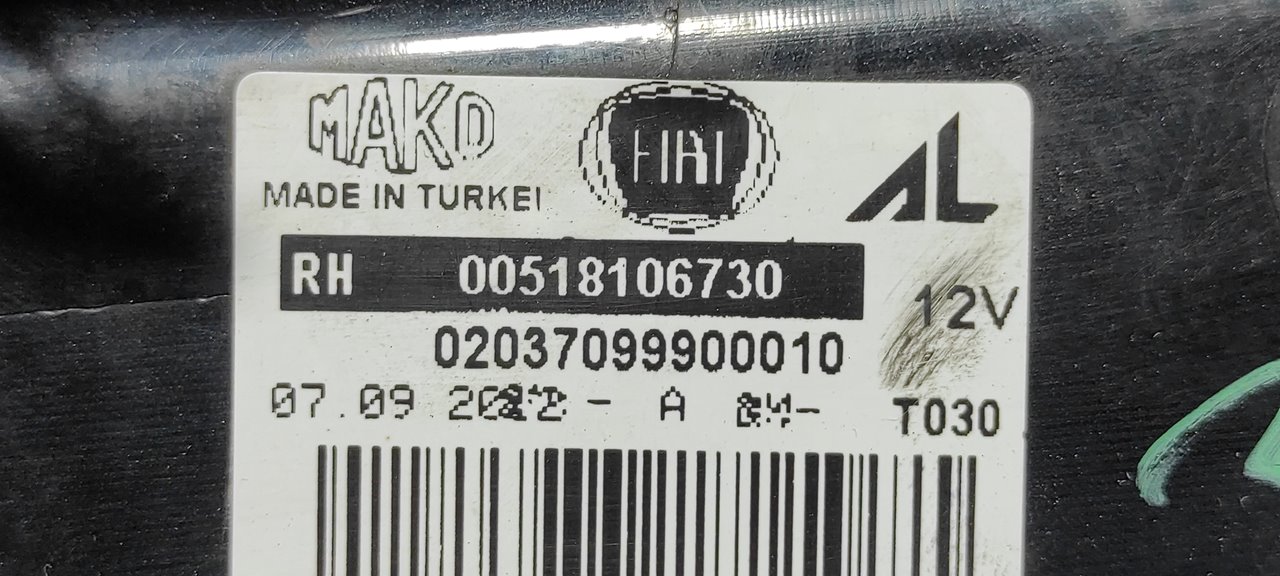 MAKO
MADE IN TURKEI
FIAT
AL
RH 00518106730
12V
02037099900010
07.09 - A
T030